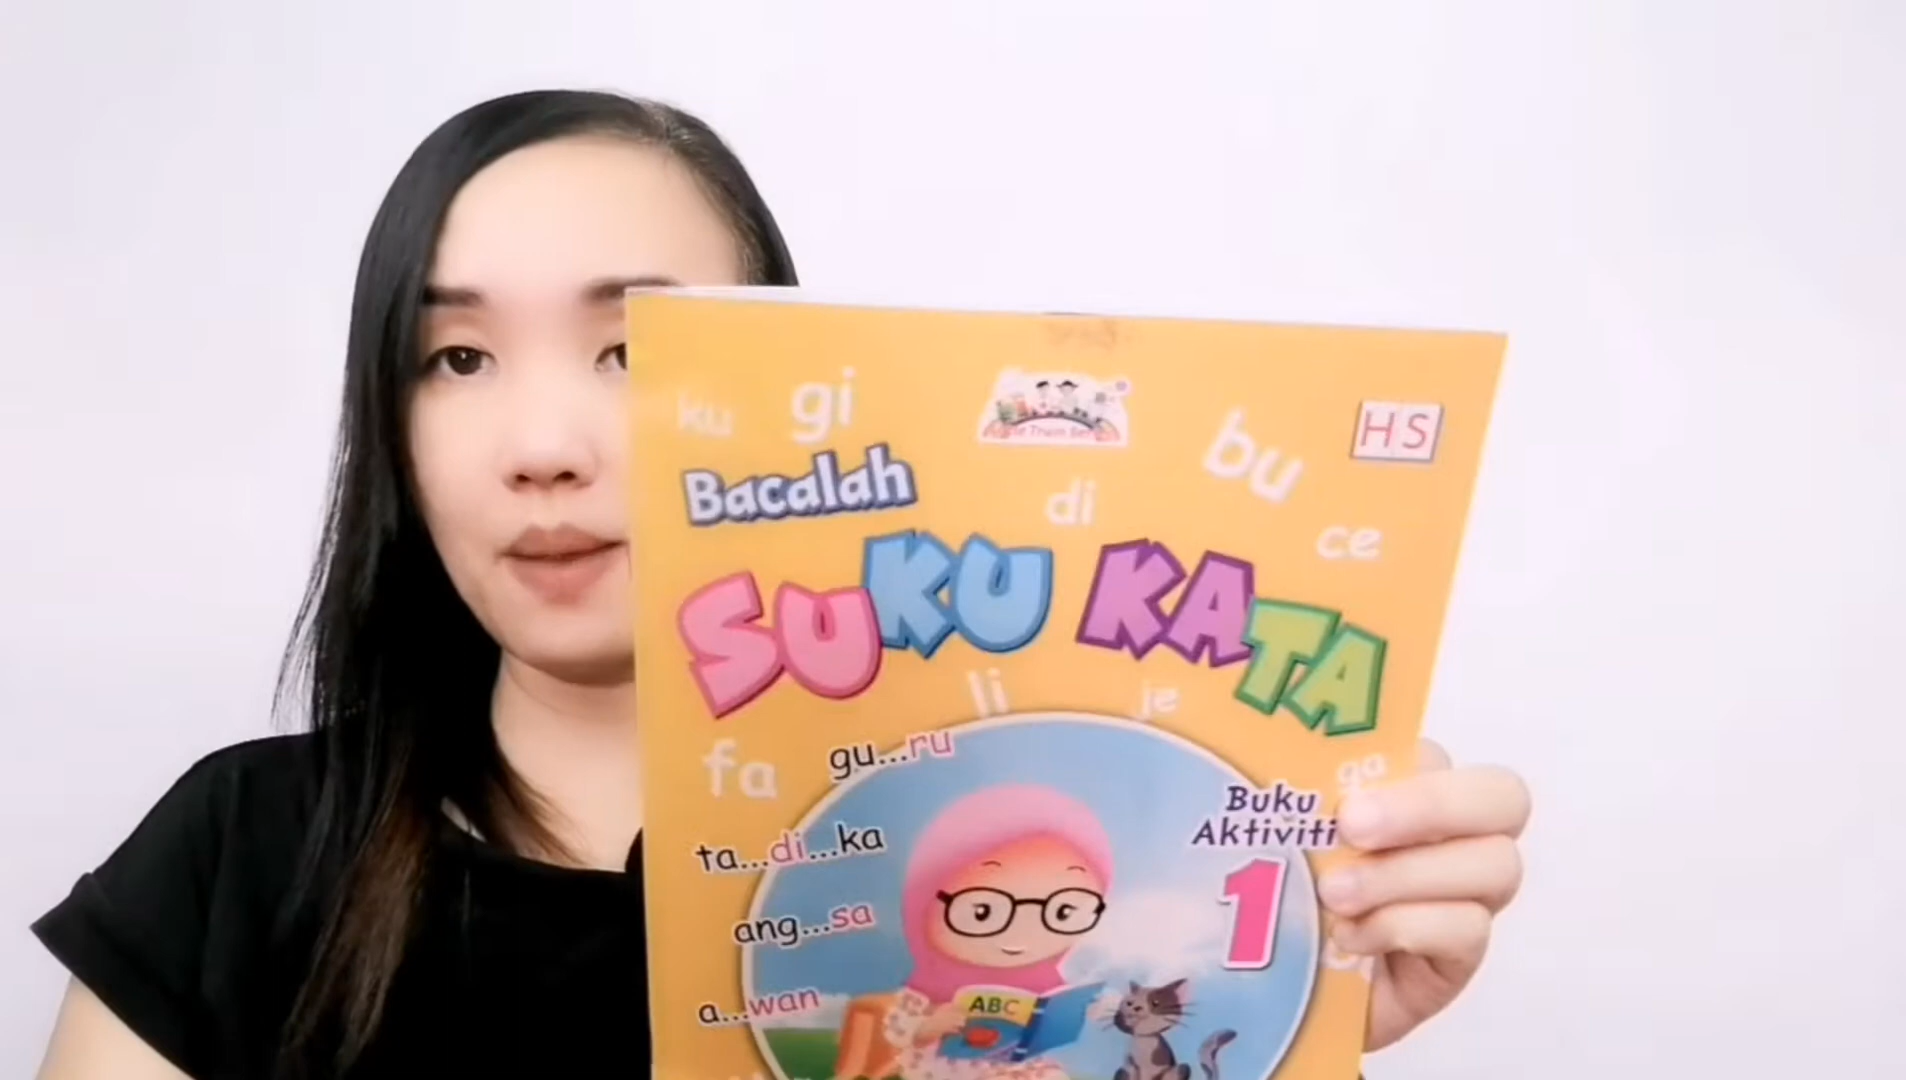 ku
gi
bu
HS
Bacalah
di
ce
SUKU KATA
li
je
fa
gu...ru
ga
Buku
Aktiviti
1
ta...di...ka
ang...sa
a...wan
ABC